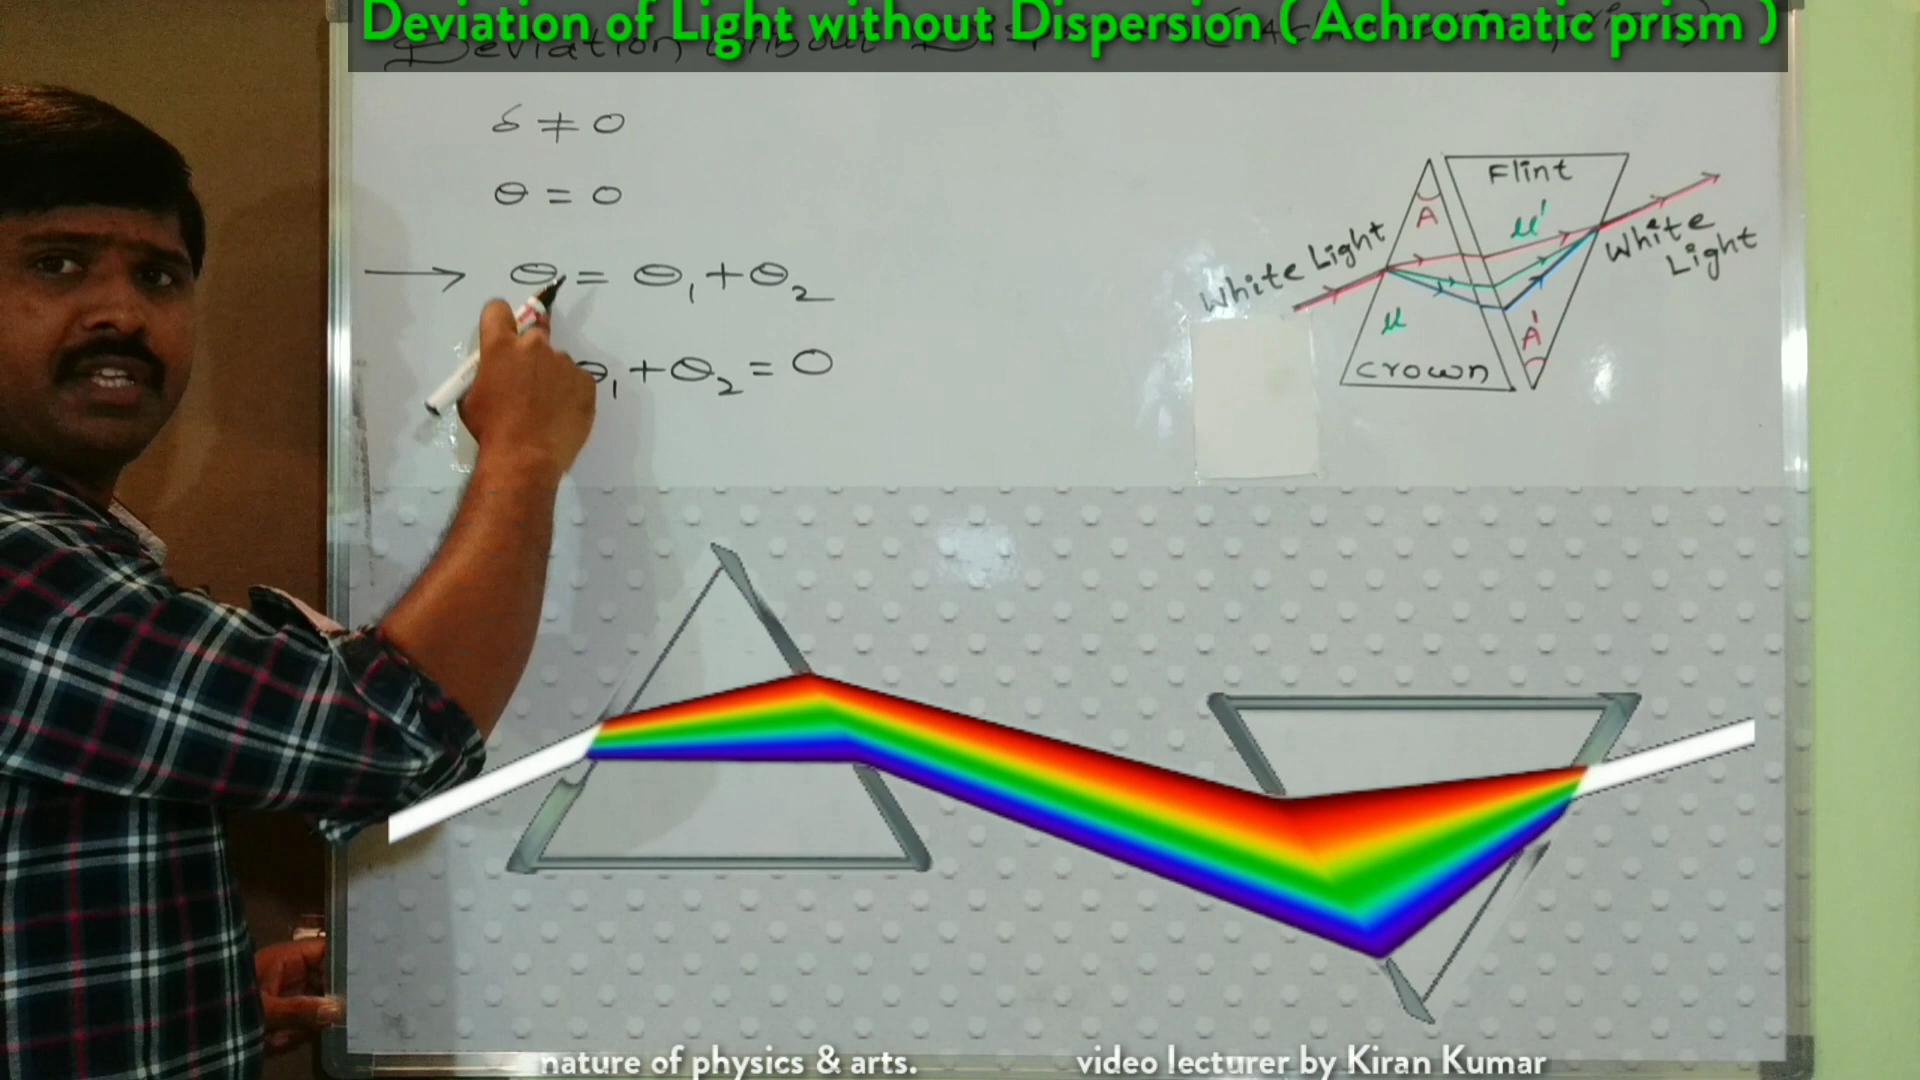 Deviation of Light without Dispersion ( Achromatic prism )
δ ≠ 0
θ = 0
→ θ = θ₁ + θ₂
θ₁ + θ₂ = 0
Flint
A
μ'
White Light
White Light
μ
A'
crown
nature of physics & arts.
video lecturer by Kiran Kumar